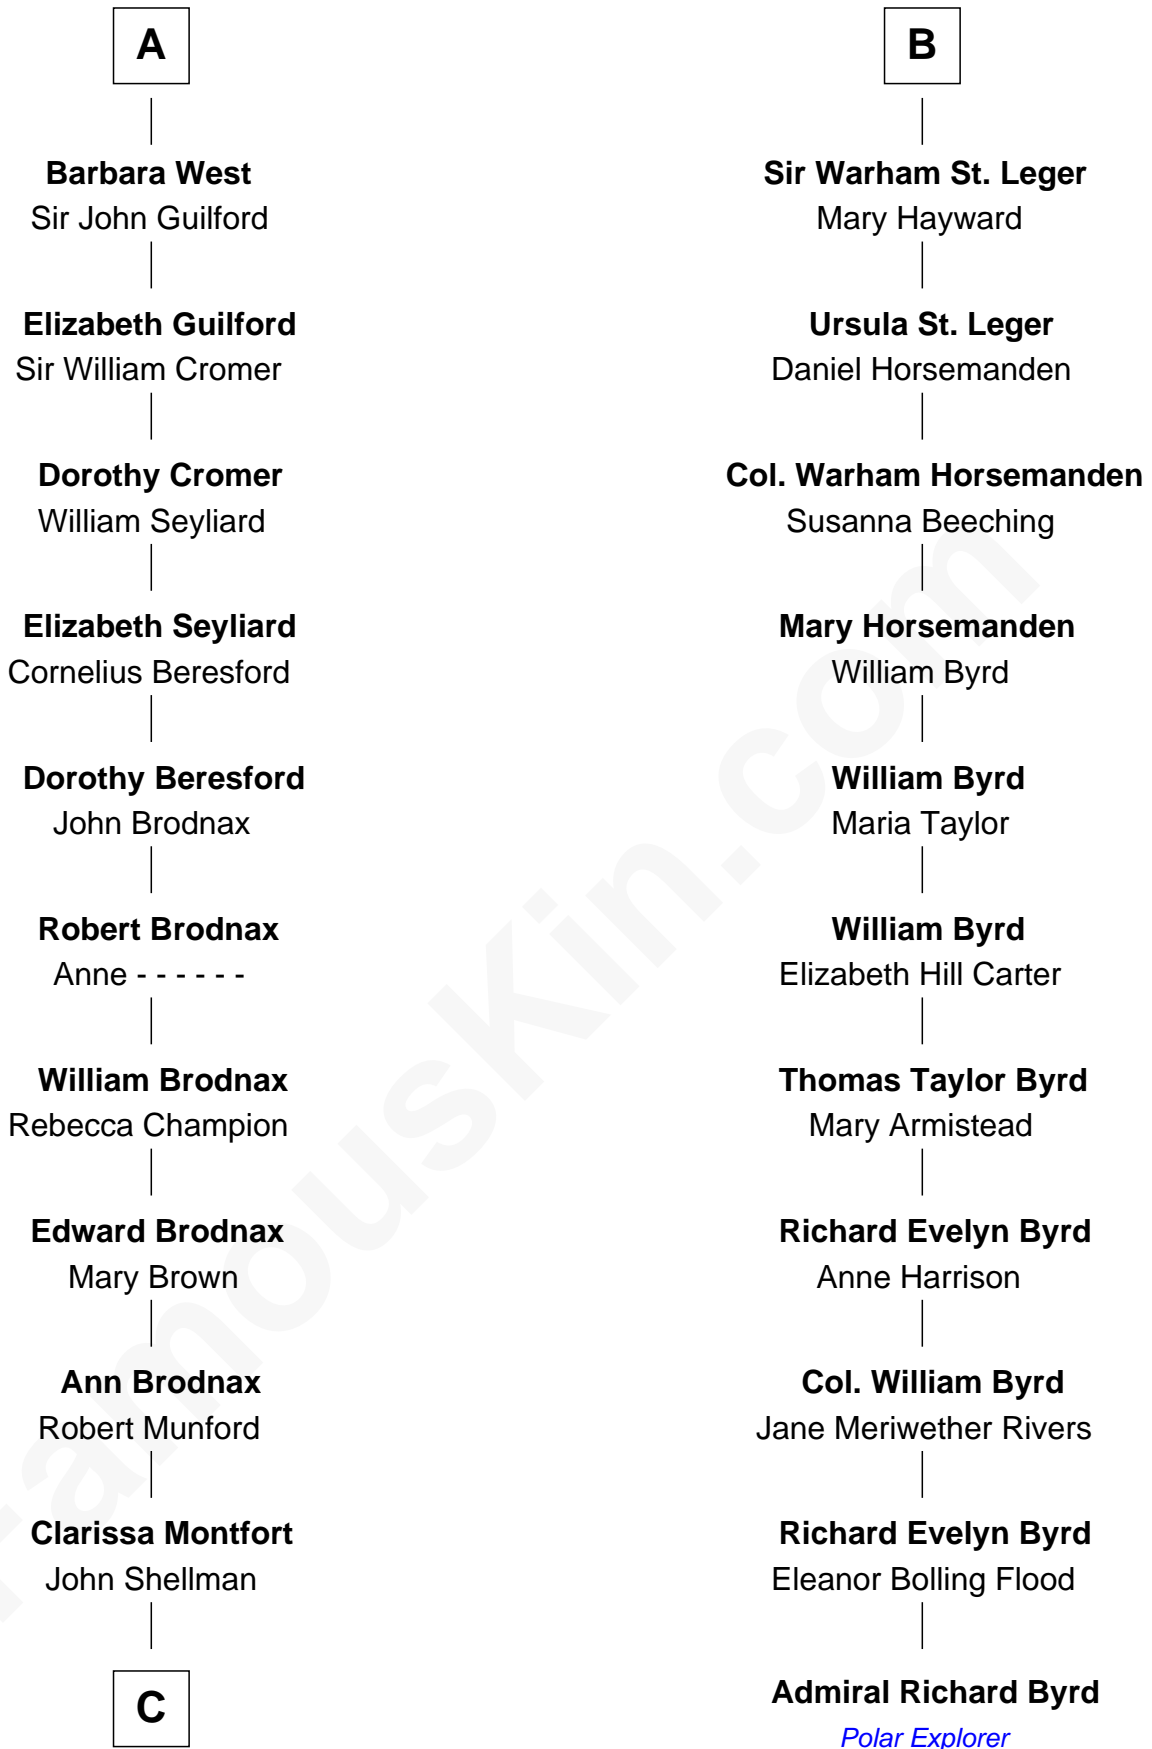 A
Barbara West
Sir John Guilford
Elizabeth Guilford
Sir William Cromer
Dorothy Cromer
William Seyliard
Elizabeth Seyliard
Cornelius Beresford
Dorothy Beresford
John Brodnax
Robert Brodnax
Anne - - - - - -
William Brodnax
Rebecca Champion
Edward Brodnax
Mary Brown
Ann Brodnax
Robert Munford
Clarissa Montfort
John Shellman
C
B
Sir Warham St. Leger
Mary Hayward
Ursula St. Leger
Daniel Horsemanden
Col. Warham Horsemanden
Susanna Beeching
Mary Horsemanden
William Byrd
William Byrd
Maria Taylor
William Byrd
Elizabeth Hill Carter
Thomas Taylor Byrd
Mary Armistead
Richard Evelyn Byrd
Anne Harrison
Col. William Byrd
Jane Meriwether Rivers
Richard Evelyn Byrd
Eleanor Bolling Flood
Admiral Richard Byrd
Polar Explorer
FamousKin.com